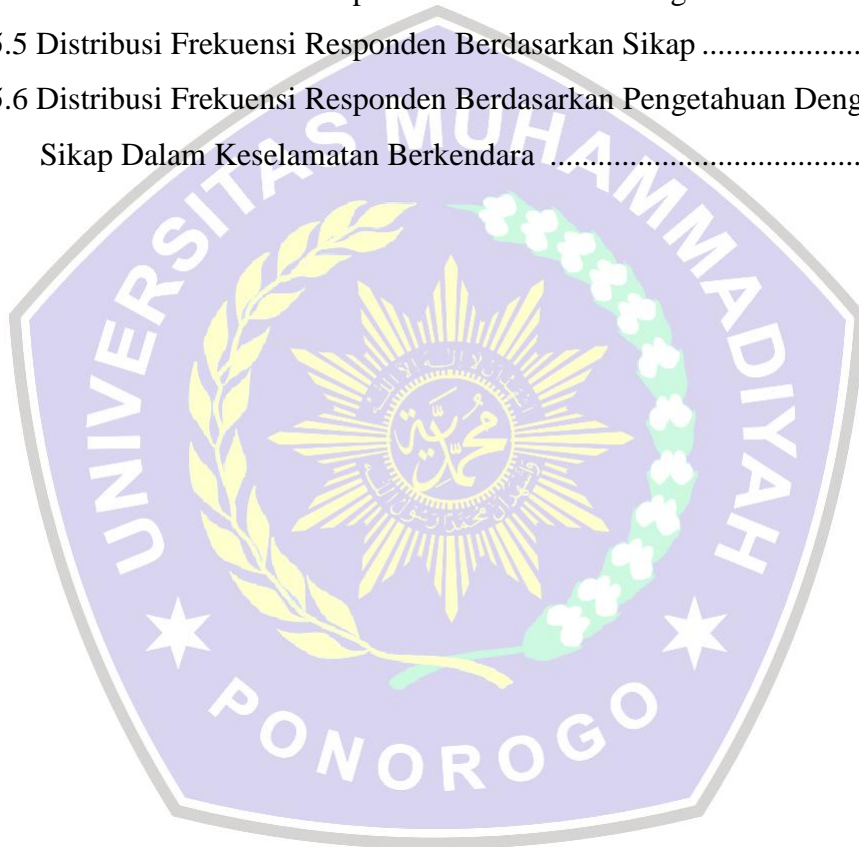 5.5 Distribusi Frekuensi Responden Berdasarkan Sikap ....................
5.6 Distribusi Frekuensi Responden Berdasarkan Pengetahuan Deng
Sikap Dalam Keselamatan Berkendara .....................................
UNIVERSITAS MUHAMMADIYAH
محمدية
PONOROGO